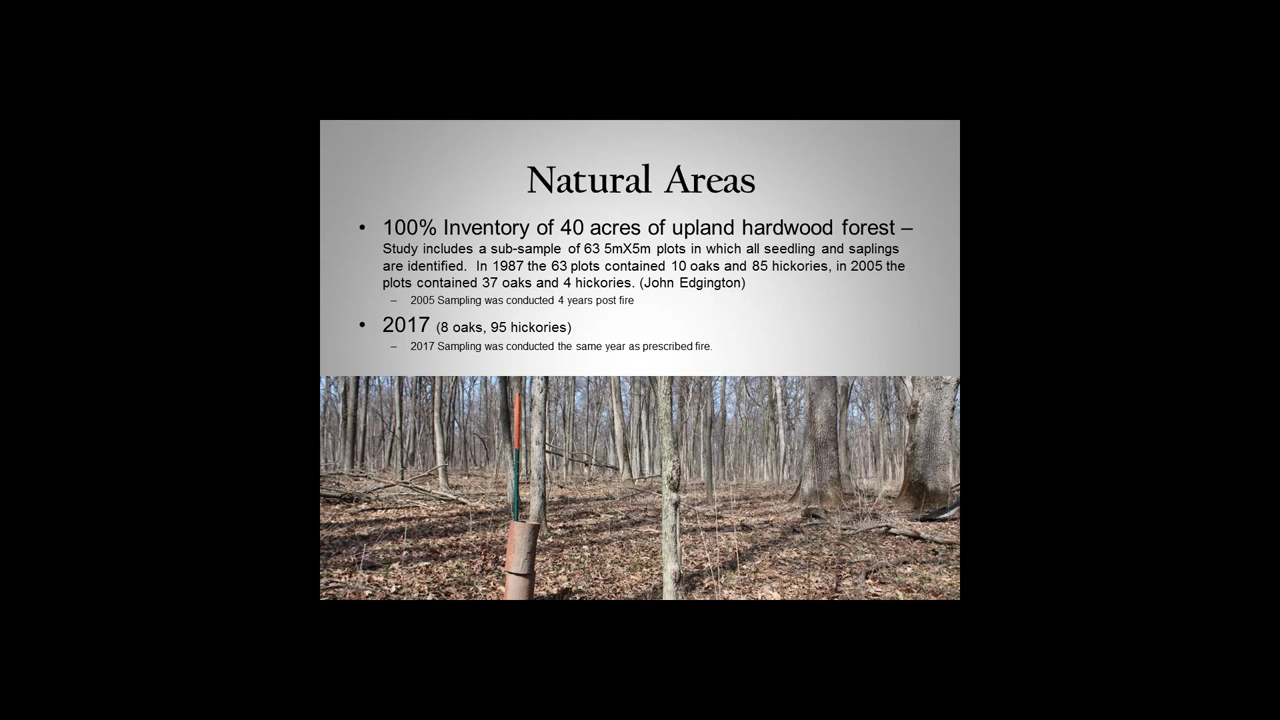 Natural Areas
• 100% Inventory of 40 acres of upland hardwood forest –
Study includes a sub-sample of 63 5mX5m plots in which all seedling and saplings
are identified. In 1987 the 63 plots contained 10 oaks and 85 hickories, in 2005 the
plots contained 37 oaks and 4 hickories. (John Edgington)
– 2005 Sampling was conducted 4 years post fire
• 2017 (8 oaks, 95 hickories)
– 2017 Sampling was conducted the same year as prescribed fire.